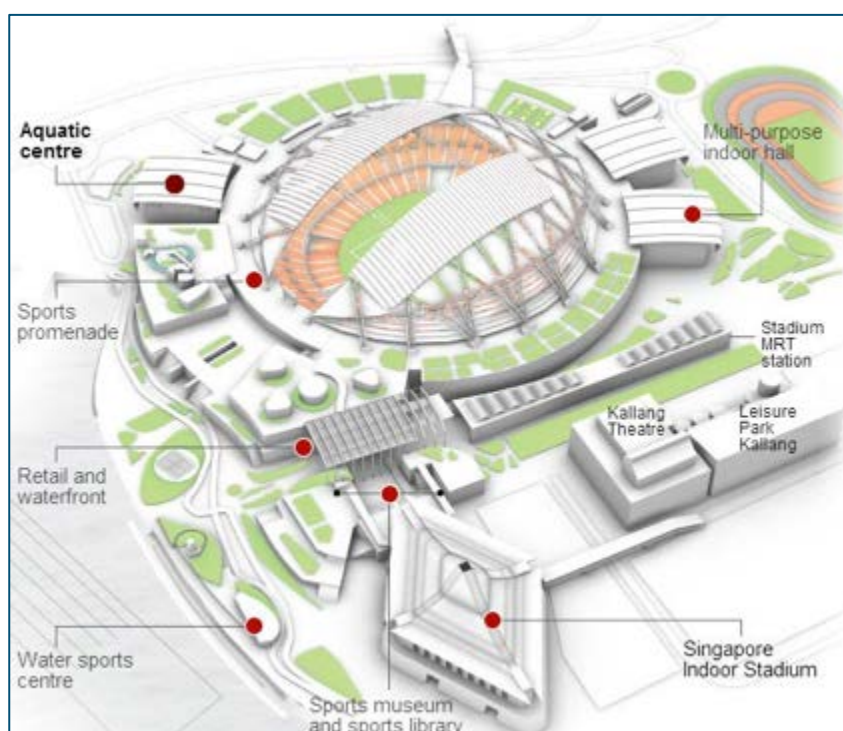 Aquatic
centre
Multi-purpose
indoor hall
Sports
promenade
Stadium
MRT
station
Kallang
Theatre
Leisure
Park
Kallang
Retail and
waterfront
Water sports
centre
Singapore
Indoor Stadium
Sports museum
and sports library